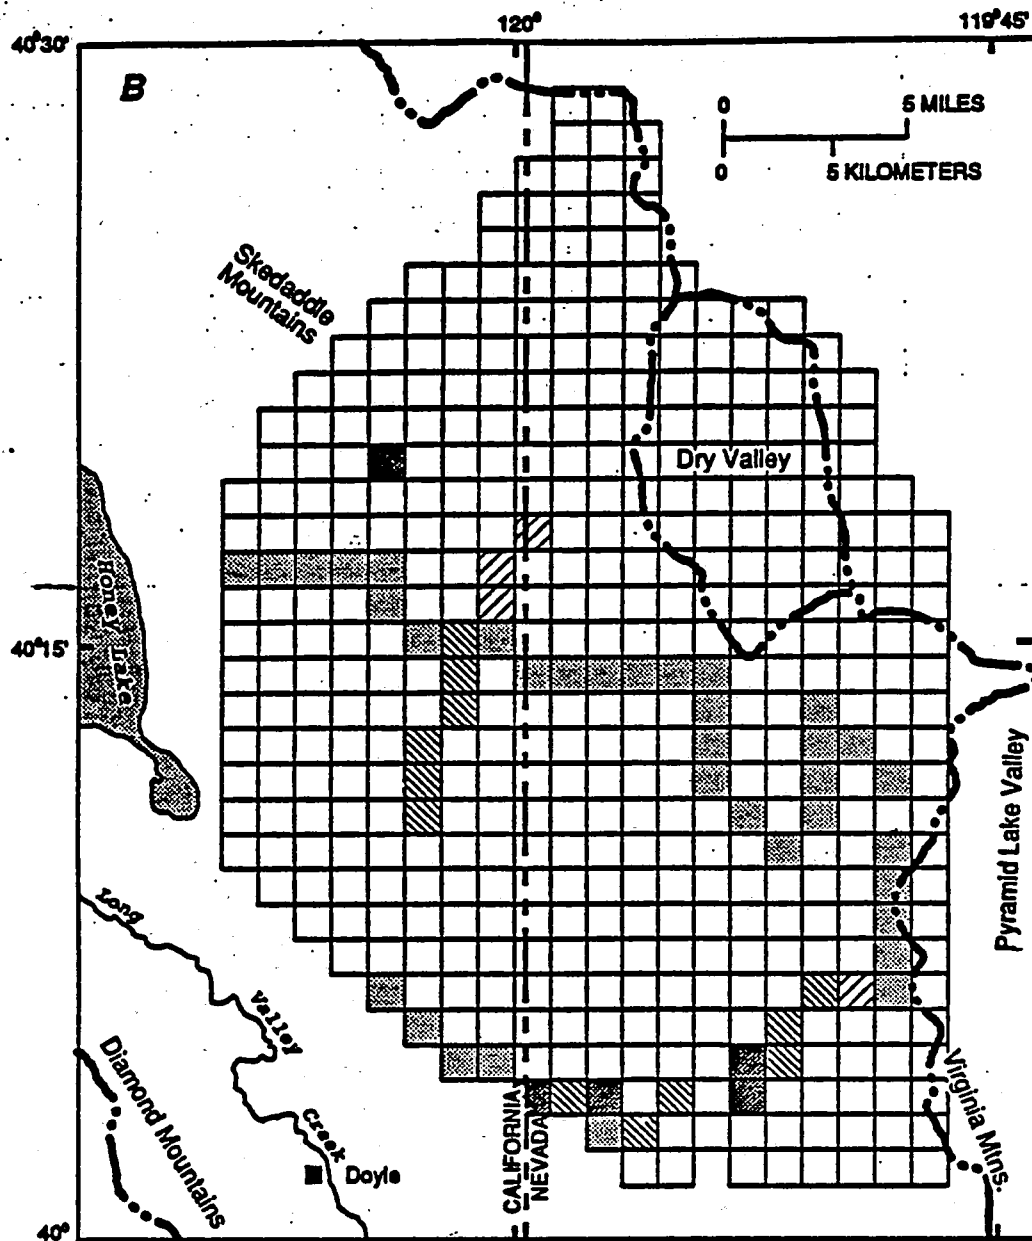 120°
119°45'
40°30'
B
0 5 MILES
0 5 KILOMETERS
Skedaddle
Mountains
Dry Valley
Honey Lake
40°15'
Pyramid Lake Valley
Long
Valley
Creek
Diamond Mountains
Virginia Mtns.
CALIFORNIA
NEVADA
Doyle
40°